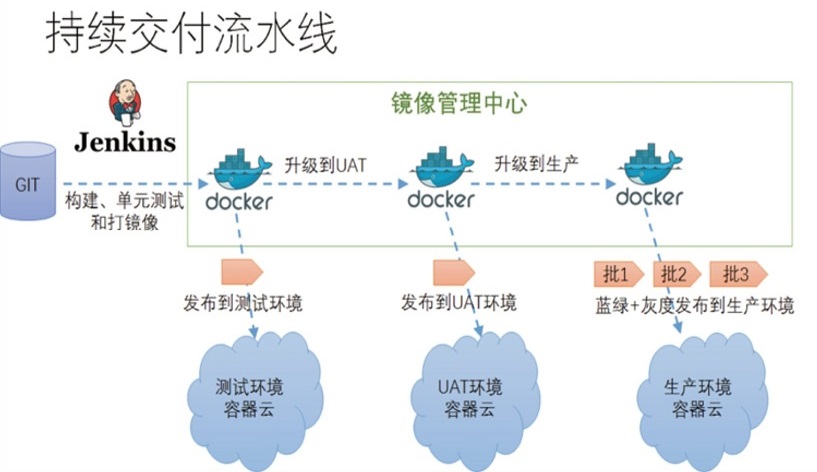 持续交付流水线
镜像管理中心
Jenkins
GIT
构建、单元测试
和打镜像
docker
升级到UAT
docker
升级到生产
docker
发布到测试环境
发布到UAT环境
批1
批2
批3
蓝绿+灰度发布到生产环境
测试环境
容器云
UAT环境
容器云
生产环境
容器云